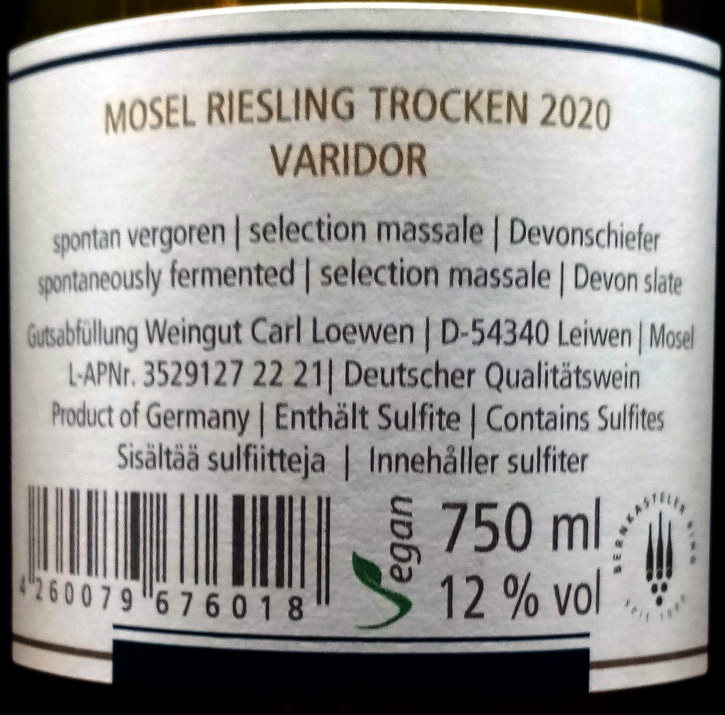 MOSEL RIESLING TROCKEN 2020
VARIDOR
spontan vergoren | selection massale | Devonschiefer
spontaneously fermented | selection massale | Devon slate
Gutsabfüllung Weingut Carl Loewen | D-54340 Leiwen | Mosel
L-APNr. 3529127 22 21| Deutscher Qualitätswein
Product of Germany | Enthält Sulfite | Contains Sulfites
Sisältää sulfiitteja | Innehåller sulfiter
4 260079 676018
Vegan
750 ml
12 % vol
BERNKASTELER RING
SEIT